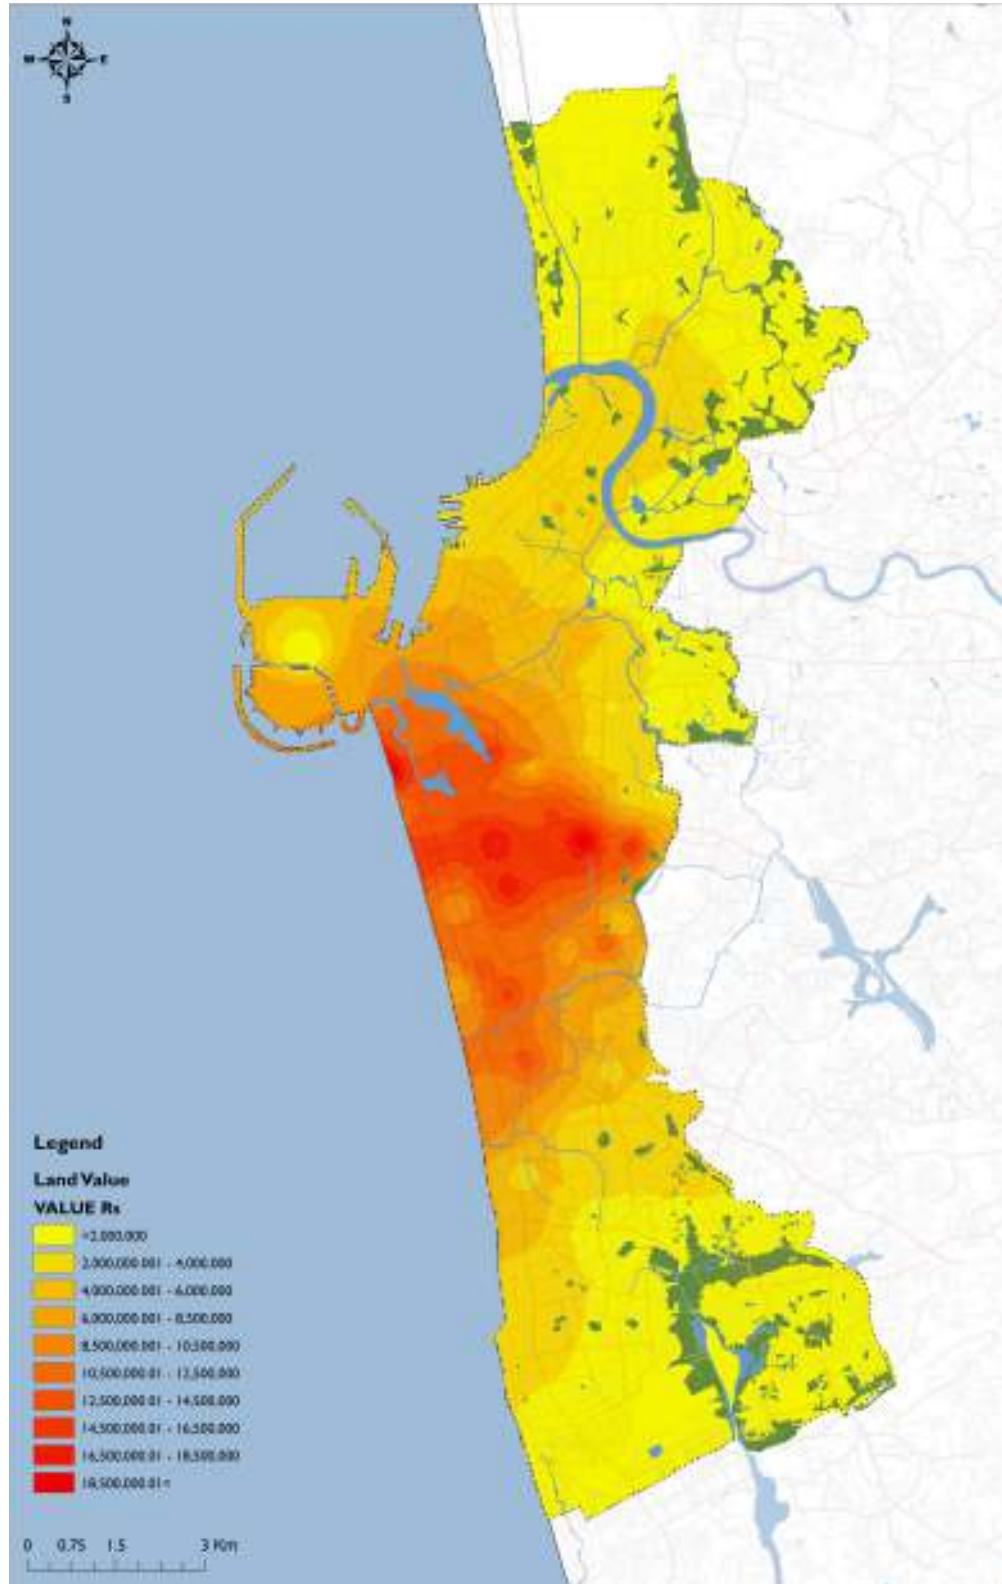 N
W E
S
Legend
Land Value
VALUE Rs
<2,000,000
2,000,000.001 - 4,000,000
4,000,000.001 - 6,000,000
6,000,000.001 - 8,500,000
8,500,000.001 - 10,500,000
10,500,000.01 - 12,500,000
12,500,000.01 - 14,500,000
14,500,000.01 - 16,500,000
16,500,000.01 - 18,500,000
18,500,000.01<
0 0.75 1.5 3 Km